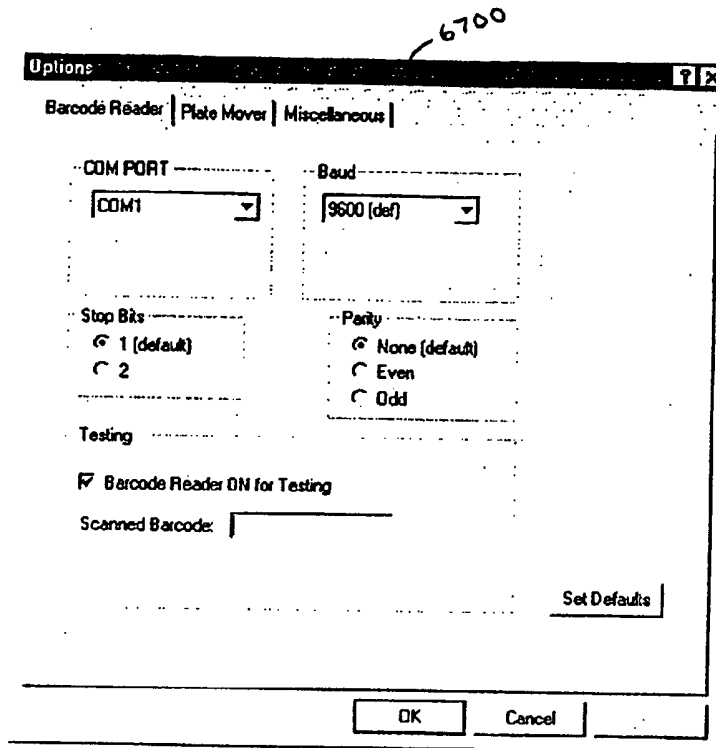 6700
Options
Barcode Reader Plate Mover Miscellaneous
COM PORT Baud
COM1 9600 (def)
Stop Bits Parity
1 (default) None (default)
2 Even
Odd
Testing
Barcode Reader ON for Testing
Scanned Barcode:
Set Defaults
OK Cancel